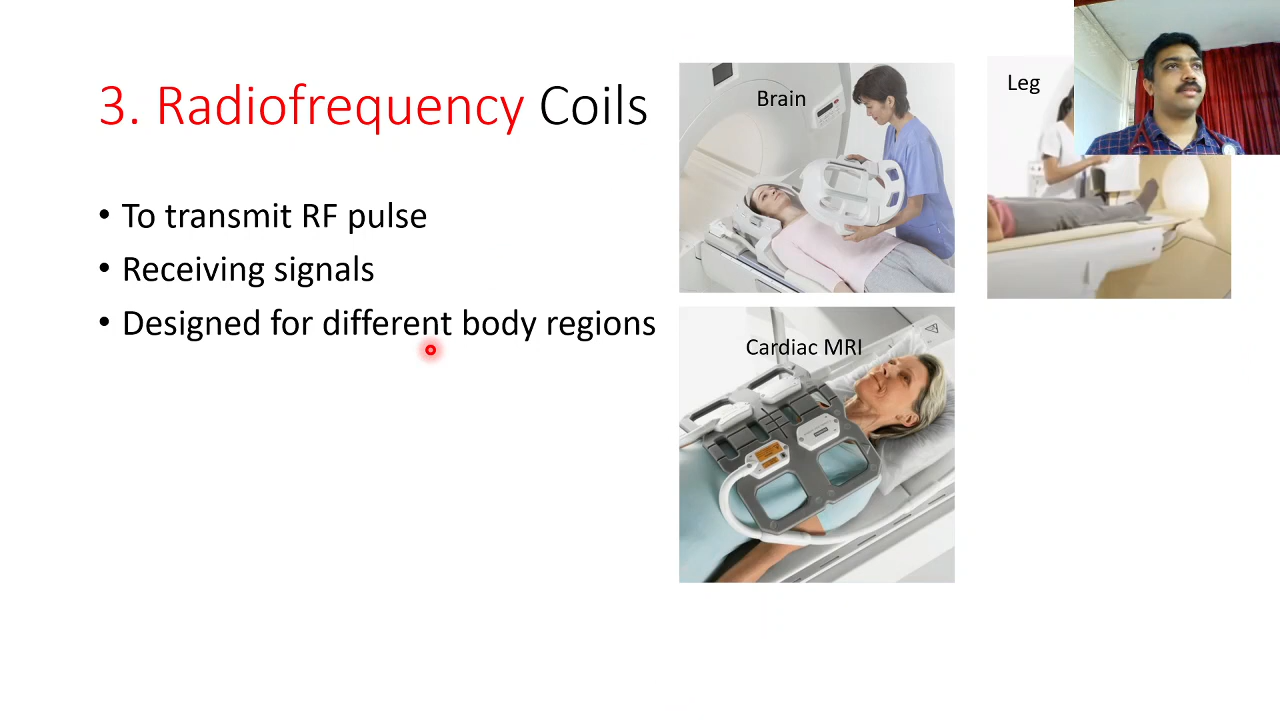 3. Radiofrequency Coils
• To transmit RF pulse
• Receiving signals
• Designed for different body regions
Brain
Leg
Cardiac MRI